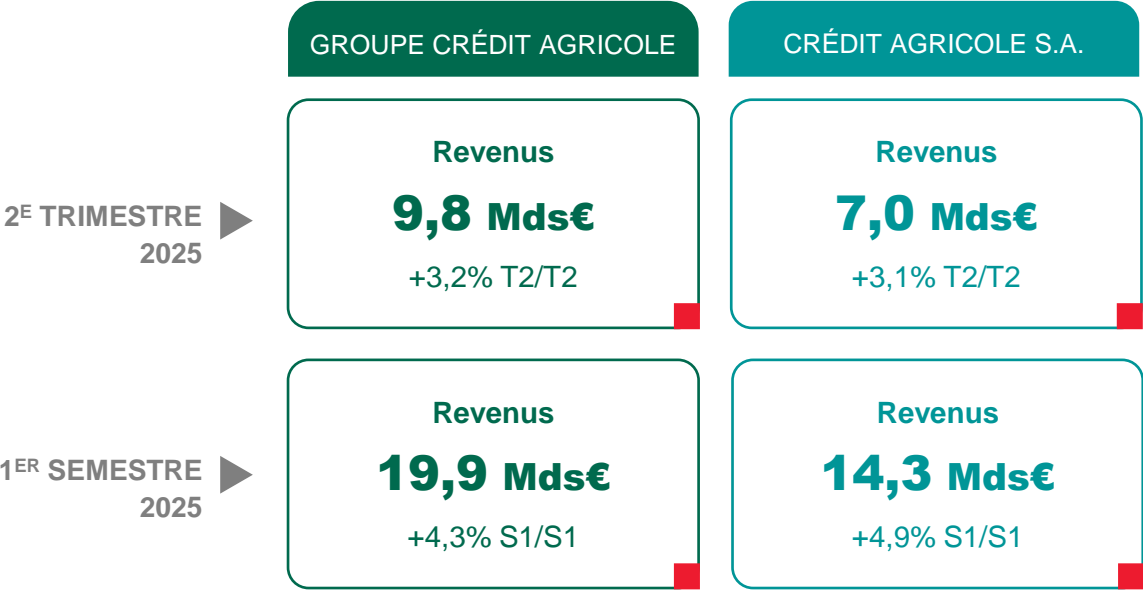 GROUPE CRÉDIT AGRICOLE
CRÉDIT AGRICOLE S.A.
2E TRIMESTRE
2025
Revenus
9,8 Mds€
+3,2% T2/T2
Revenus
7,0 Mds€
+3,1% T2/T2
1ER SEMESTRE
2025
Revenus
19,9 Mds€
+4,3% S1/S1
Revenus
14,3 Mds€
+4,9% S1/S1